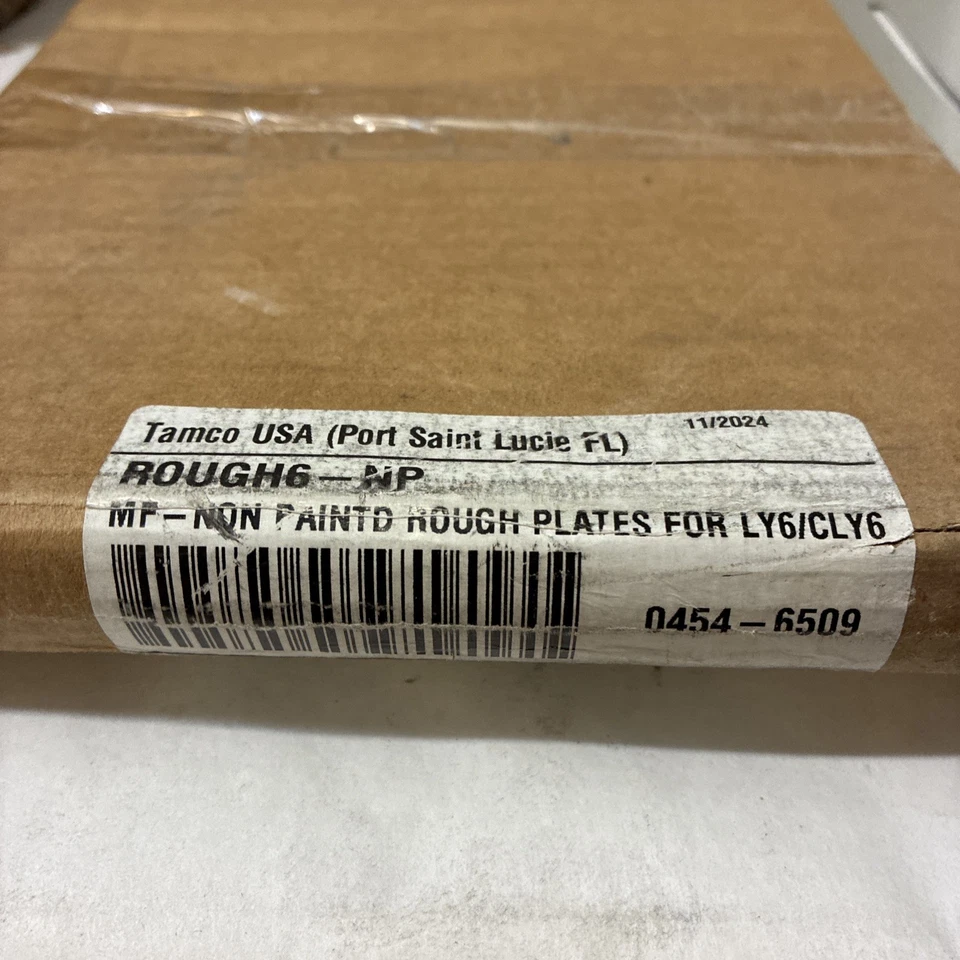 Tamco USA (Port Saint Lucie FL) 11/2024
ROUGH6-NP
MF-NON PAINTD ROUGH PLATES FOR LY6/CLY6
0454-6509